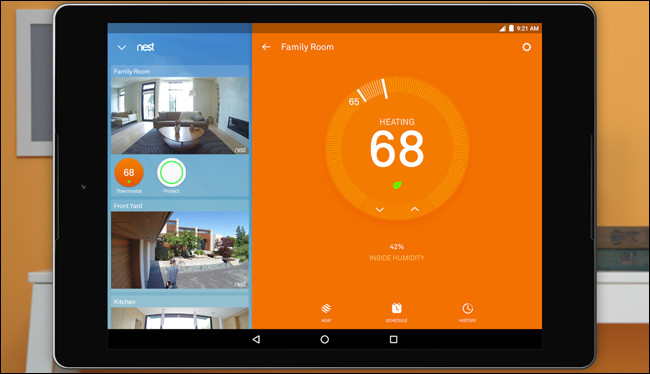 9:21 AM
nest
Family Room
nest
68
Thermostat
Protect
Front Yard
nest
Kitchen
Family Room
65
HEATING
68
42%
INSIDE HUMIDITY
HEAT
SCHEDULE
HISTORY